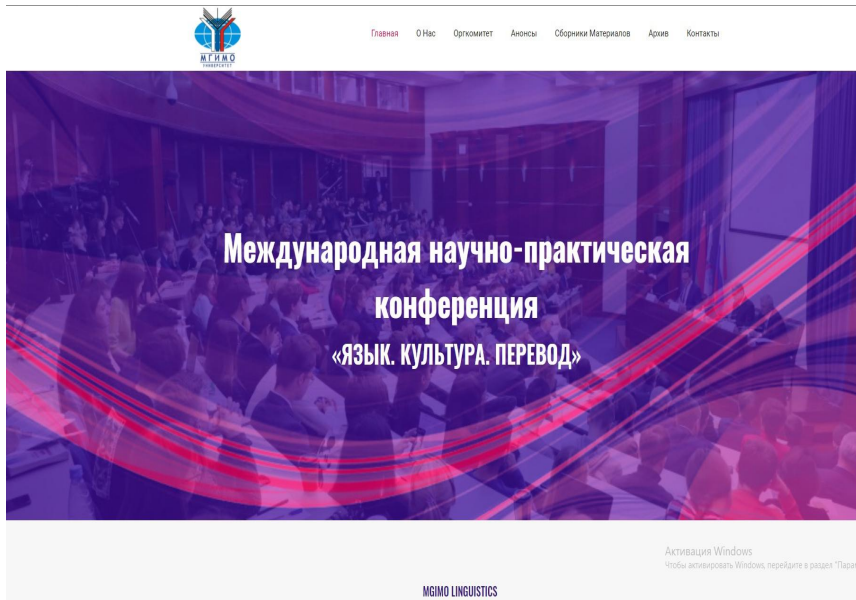 МГИМО
УНИВЕРСИТЕТ
Главная О Нас Оргкомитет Анонсы Сборники Материалов Архив Контакты
Международная научно-практическая
конференция
«ЯЗЫК. КУЛЬТУРА. ПЕРЕВОД»
Активация Windows
Чтобы активировать Windows, перейдите в раздел
MGIMO LINGUISTICS